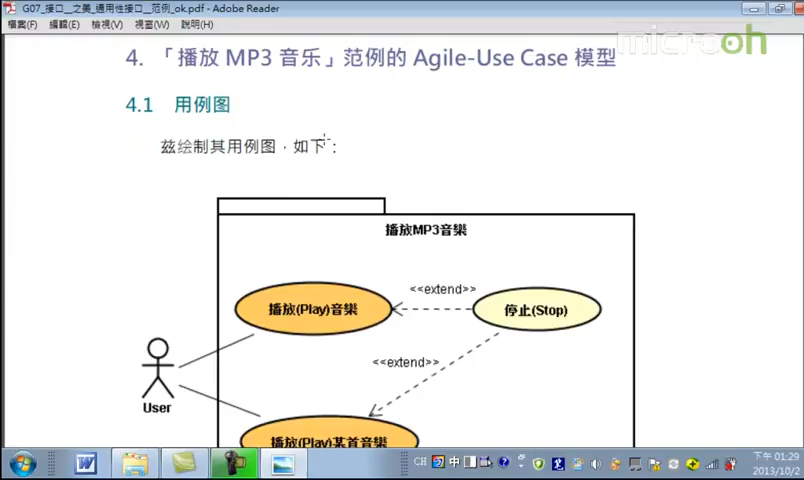 G07_接口__之美_通用性接口__范例_ok.pdf - Adobe Reader
檔案(F) 編輯(E) 檢視(V) 視窗(W) 說明(H)
microoh
4. 「播放 MP3 音乐」范例的 Agile-Use Case 模型
4.1 用例图
兹绘制其用例图，如下：
播放MP3音樂
<<extend>>
播放(Play)音樂
停止(Stop)
<<extend>>
User
播放(Play)某首音樂
CH 中
下午 01:29
2013/10/2